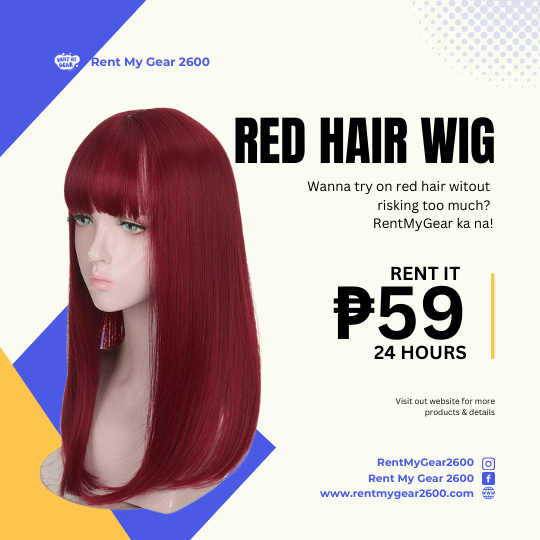 RENT MY GEAR
Rent My Gear 2600
RED HAIR WIG
Wanna try on red hair witout
risking too much?
RentMyGear ka na!
RENT IT
₱59
24 HOURS
Visit out website for more
products & details
RentMyGear2600
Rent My Gear 2600
www.rentmygear2600.com